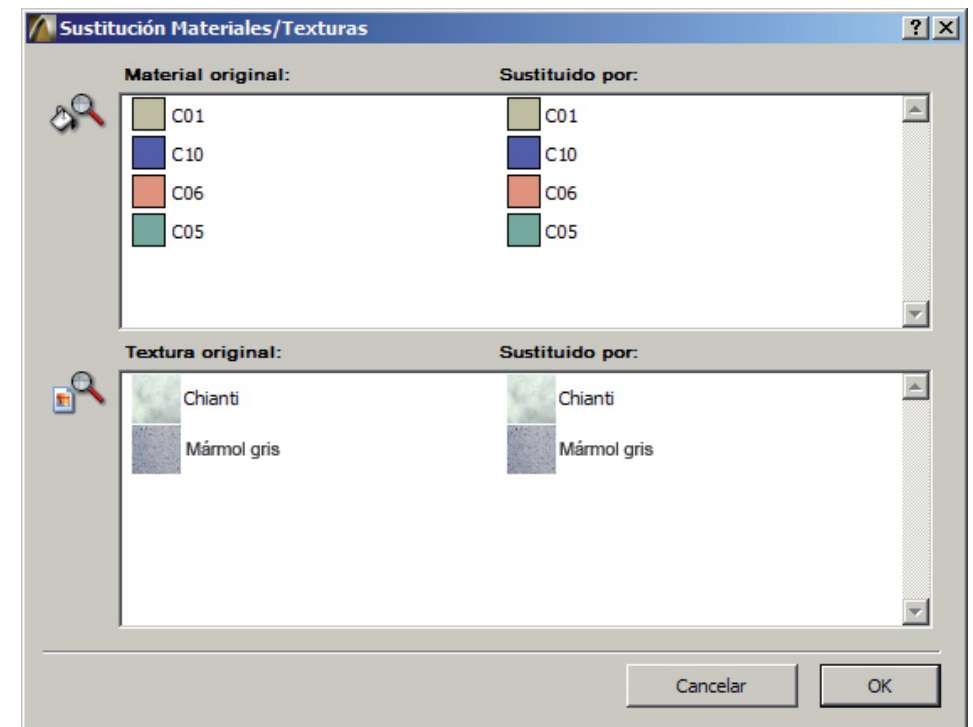 Sustitución Materiales/Texturas
Material original: Sustituido por:
C01 C01
C10 C10
C06 C06
C05 C05
Textura original: Sustituido por:
Chianti Chianti
Mármol gris Mármol gris
Cancelar OK